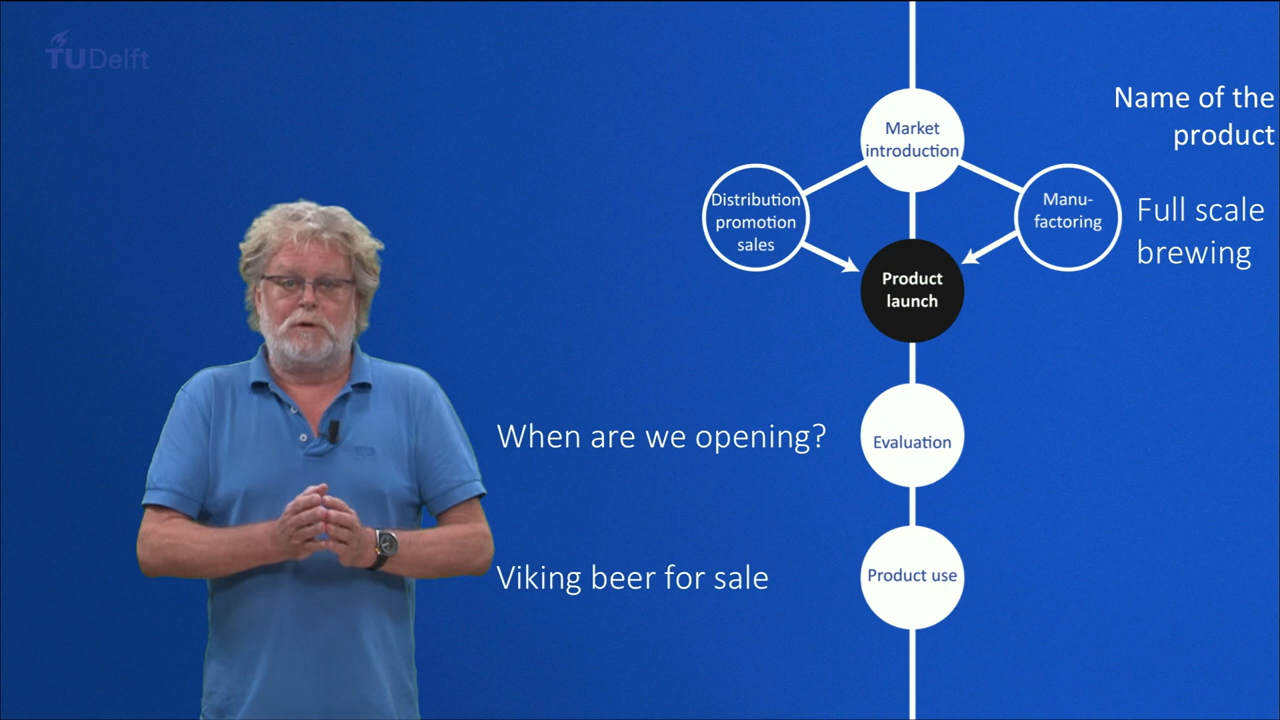 TUDelft
Name of the
product
Market
introduction
Distribution
promotion
sales
Manu-
factoring
Full scale
brewing
Product
launch
When are we opening?
Evaluation
Viking beer for sale
Product use